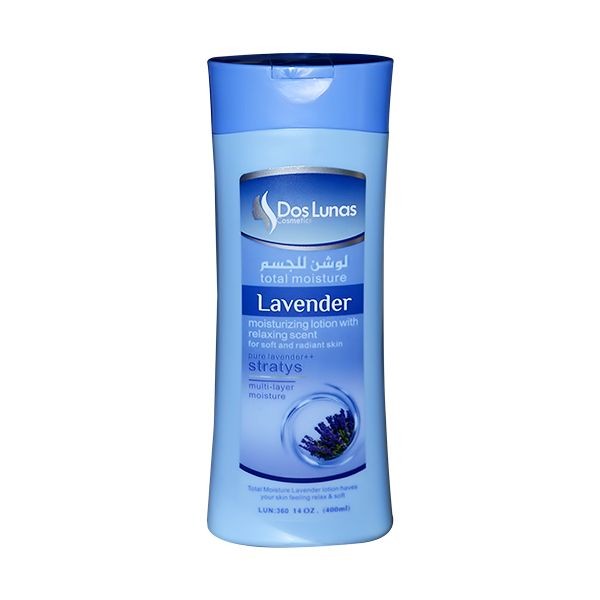 Dos Lunas
Cosmetics
لوشن للجسم
total moisture
Lavender
moisturizing lotion with
relaxing scent
for soft and radiant skin
pure lavender++
stratys
multi-layer
moisture
Total Moisture Lavender lotion haves
your skin feeling relax & soft
LUN:360 14 OZ. (400ml)